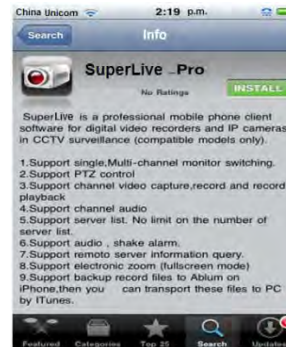 China Unicom 2:19 p.m.
Search Info
SuperLive _Pro
No Ratings INSTALL
SuperLive is a professional mobile phone client
software for digital video recorders and IP cameras
in CCTV surveillance (compatible models only).
1.Support single,Multi-channel monitor switching.
2.Support PTZ control
3.Support channel video capture,record and record
playback
4.Support channel audio
5.Support server list. No limit on the number of
server list.
6.Support audio , shake alarm.
7.Support remoto server information query.
8.Support electronic zoom (fullscreen mode)
9.Support backup record files to Ablum on
iPhone,then you can transport these files to PC
by ITunes.
Featured Categories Top 25 Search Updates